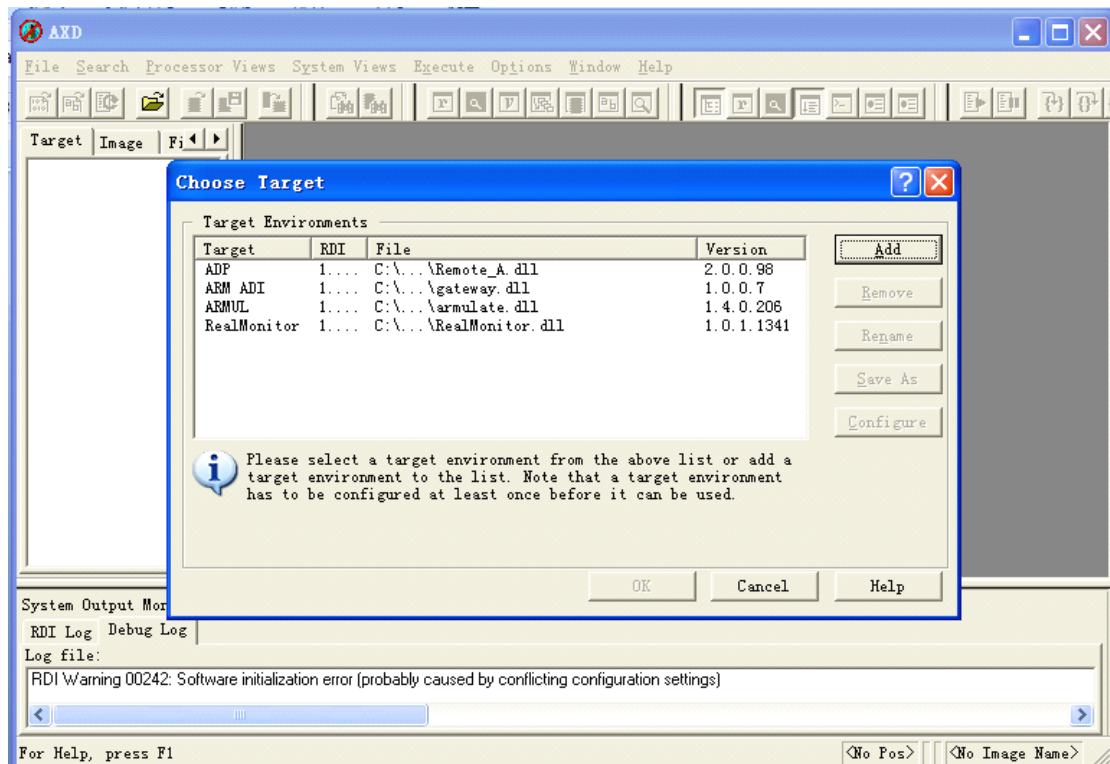 AXD
File Search Processor Views System Views Execute Options Window Help
Target Image Fi
Choose Target
Target Environments
Target RDI File Version
ADP 1.... C:\...\Remote_A.dll 2.0.0.98
ARM ADI 1.... C:\...\gateway.dll 1.0.0.7
ARMUL 1.... C:\...\armulate.dll 1.4.0.206
RealMonitor 1.... C:\...\RealMonitor.dll 1.0.1.1341
Add
Remove
Rename
Save As
Configure
Please select a target environment from the above list or add a
target environment to the list. Note that a target environment
has to be configured at least once before it can be used.
OK Cancel Help
System Output Mor
RDI Log Debug Log
Log file:
RDI Warning 00242: Software initialization error (probably caused by conflicting configuration settings)
For Help, press F1 <No Pos> <No Image Name>